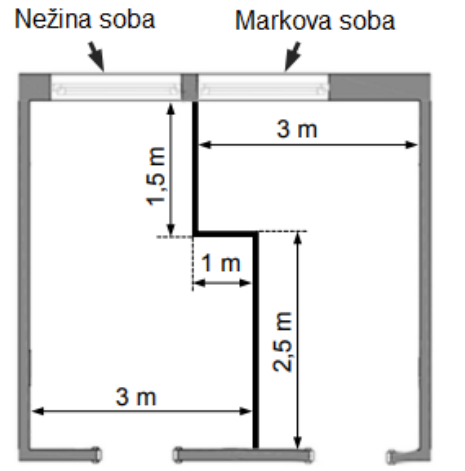 Nežina soba
Markova soba
3 m
1,5 m
1 m
2,5 m
3 m